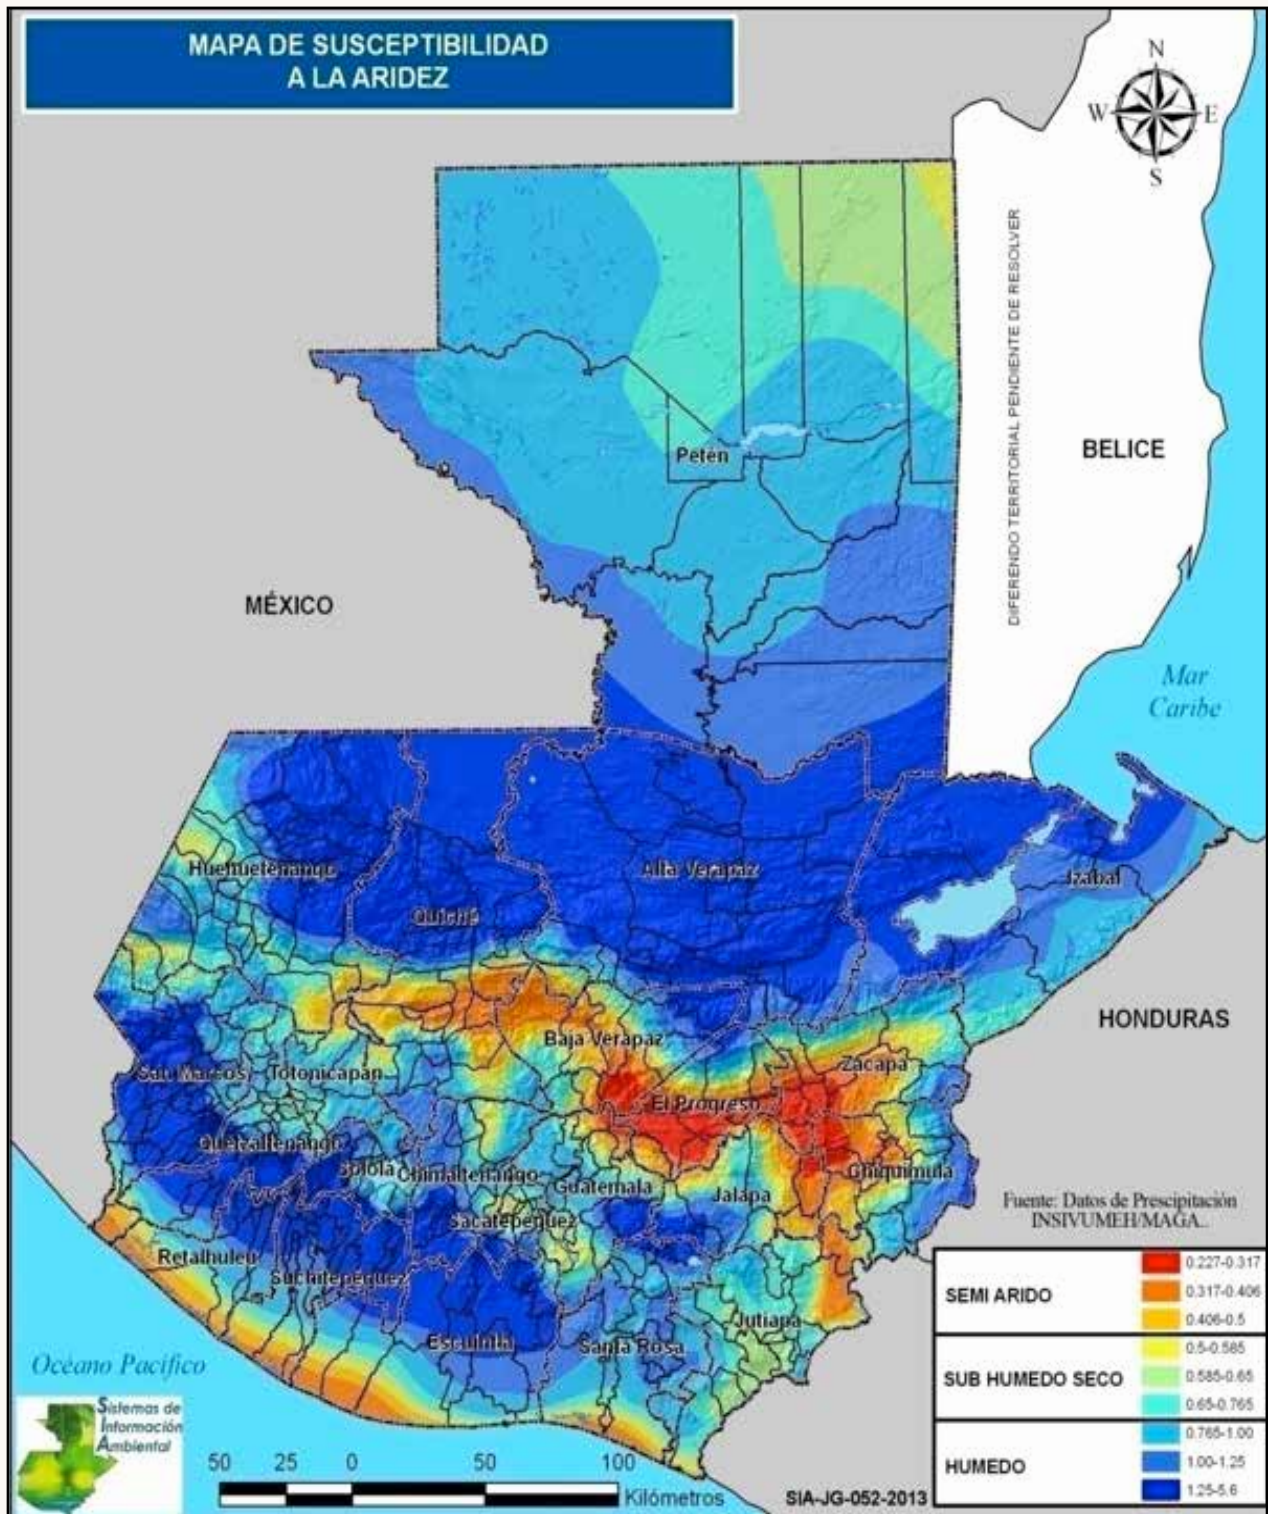 MAPA DE SUSCEPTIBILIDAD
A LA ARIDEZ
N
W
E
S
DIFERENDO TERRITORIAL PENDIENTE DE RESOLVER
Petén
BELICE
MÉXICO
Mar
Caribe
Huehuetenango
Quiché
Alta Verapaz
Izabal
HONDURAS
Baja Verapaz
Zacapa
San Marcos
Totonicapán
El Progreso
Quetzaltenango
Sololá
Chimaltenango
Guatemala
Jalapa
Chiquimula
Sacatepequez
Retalhuleu
Suchitepequez
Escuintla
Santa Rosa
Jutiapa
Fuente: Datos de Prescipitación
INSIVUMEH/MAGA..
SEMI ARIDO
0.227-0.317
0.317-0.406
0.406-0.5
SUB HUMEDO SECO
0.5-0.585
0.585-0.65
0.65-0.765
HUMEDO
0.765-1.00
1.00-1.25
1.25-5.6
Océano Pacífico
Sistemas de
Información
Ambiental
50 25 0 50 100
Kilómetros
SIA-JG-052-2013